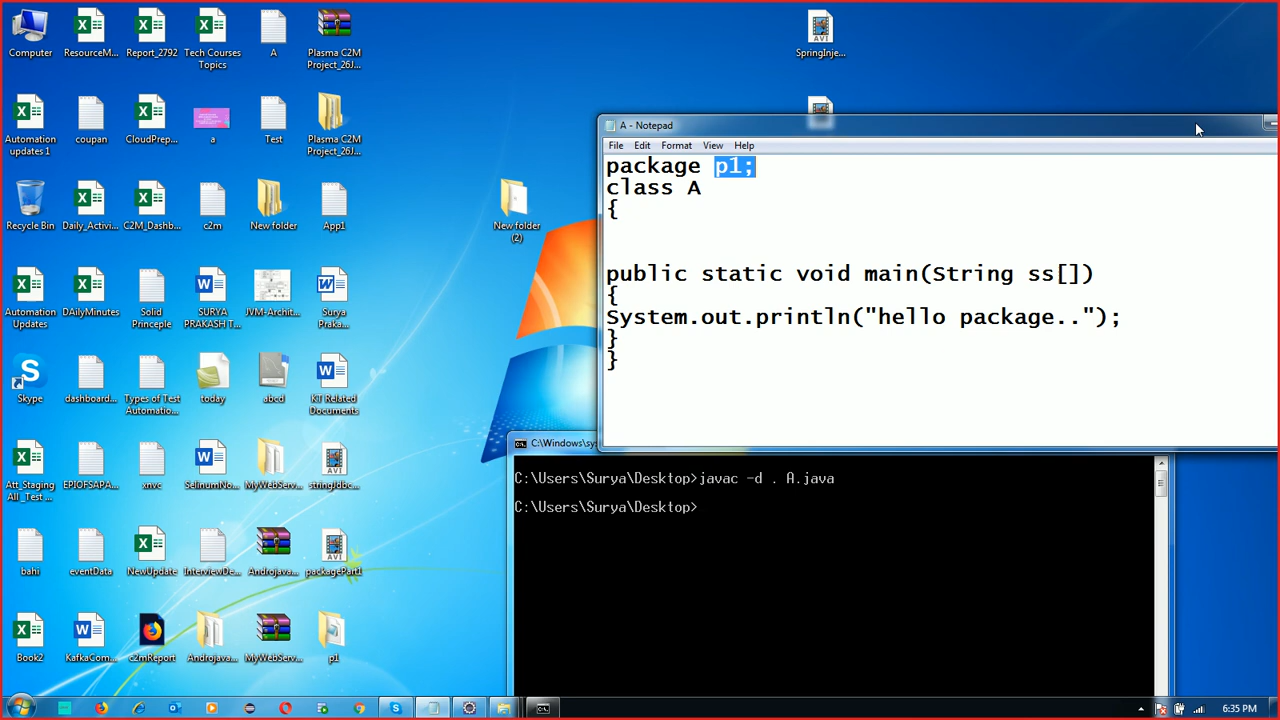 Computer
ResourceM...
Report_2792
Tech Courses
Topics
A
Plasma C2M
Project_26J...
SpringInje...
Automation
updates 1
coupan
CloudPrep...
a
Test
Plasma C2M
Project_26J...
Recycle Bin
Daily_Activi...
C2M_Dashb...
c2m
New folder
App1
New folder
(2)
Automation
Updates
DAilyMinutes
Solid
Princeple
SURYA
PRAKASH T...
JVM-Archit...
Surya
Praka...
Skype
dashboard...
Types of Test
Automation...
today
abcd
KT Related
Documents
Att_Staging
All _Test ...
EPIOFSAPA...
xnvc
SelinumNo...
MyWebServ...
stringJdbc...
bahi
eventData
NewUpdate
InterviewDe...
Androjava...
packagePart1
Book2
KafkaCom...
c2mReport
Androjava...
MyWebServ...
p1
A - Notepad
File Edit Format View Help
package p1;
class A
{
public static void main(String ss[])
{
System.out.println("hello package..");
}
}
C:\Windows\sys
C:\Users\Surya\Desktop>javac -d . A.java
C:\Users\Surya\Desktop>
6:35 PM